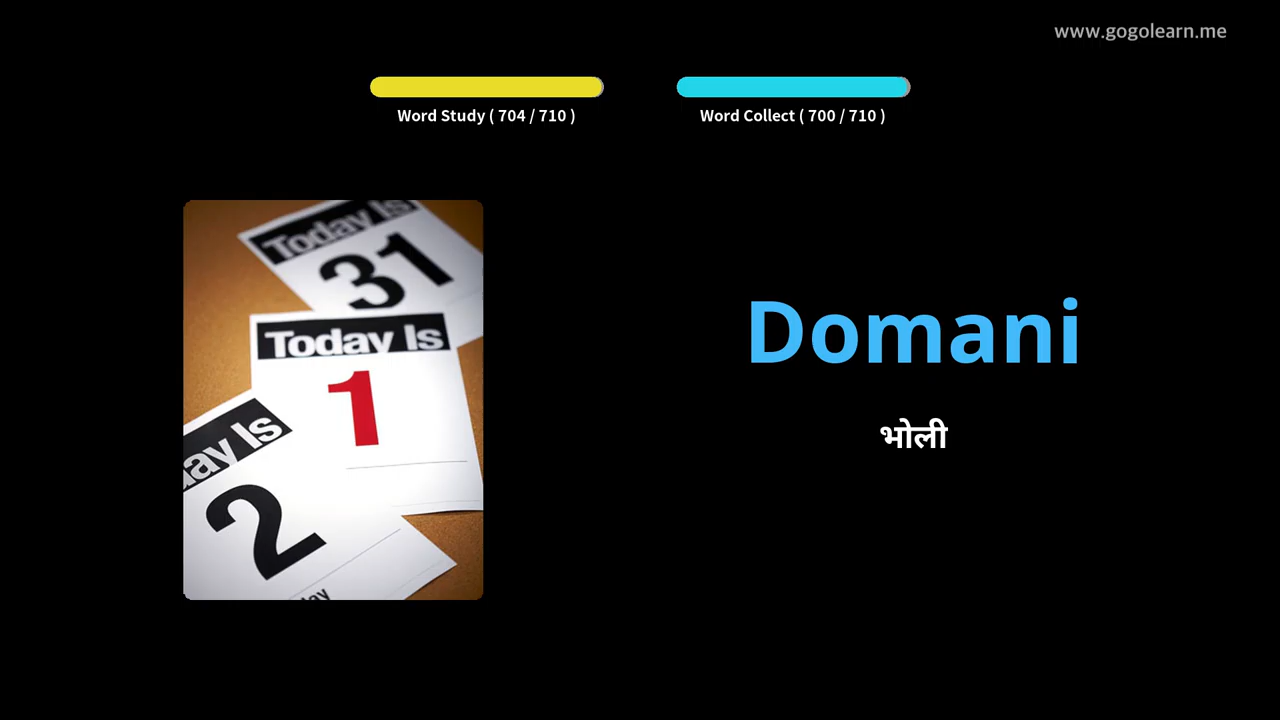 www.gogolearn.me
Word Study ( 704 / 710 )
Word Collect ( 700 / 710 )
Today Is
31
Today Is
1
day Is
2
Domani
भोली